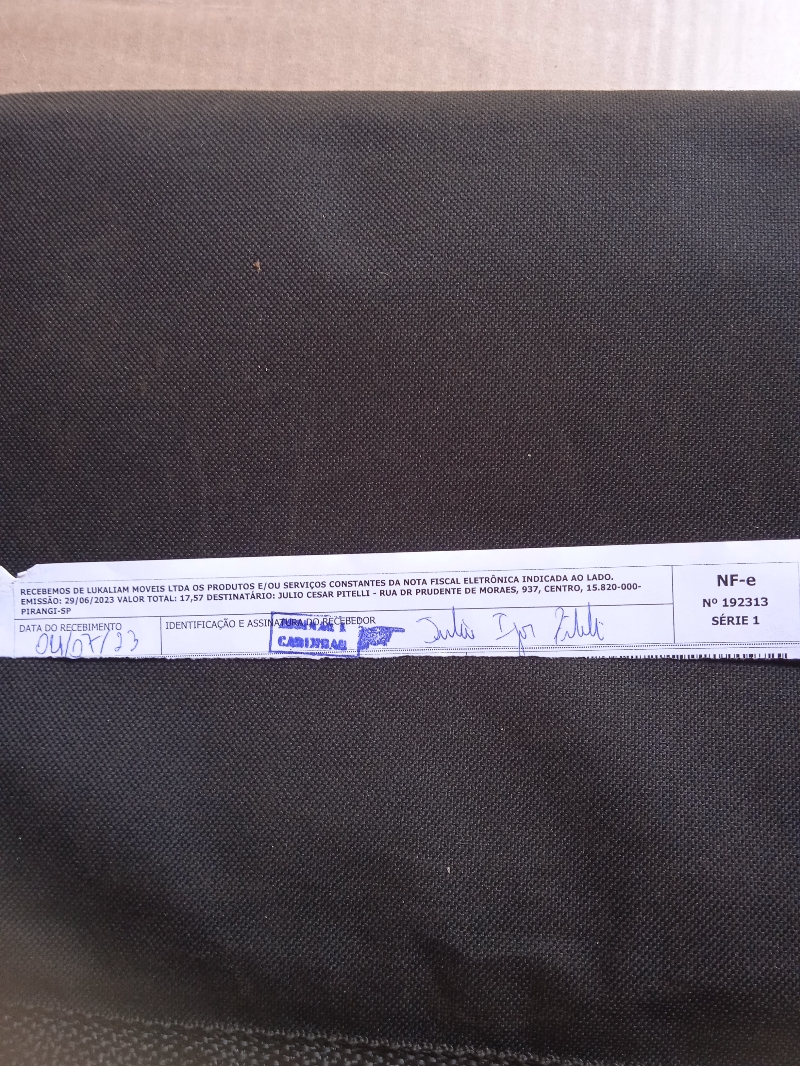 RECEBEMOS DE LUKALIAM MOVEIS LTDA OS PRODUTOS E/OU SERVIÇOS CONSTANTES DA NOTA FISCAL ELETRÔNICA INDICADA AO LADO.
EMISSÃO: 29/06/2023 VALOR TOTAL: 17,57 DESTINATÁRIO: JULIO CESAR PITELLI - RUA DR PRUDENTE DE MORAES, 937, CENTRO, 15.820-000-
PIRANGI-SP
NF-e
Nº 192313
SÉRIE 1
DATA DO RECEBIMENTO
04/07/23
IDENTIFICAÇÃO E ASSINATURA DO RECEBEDOR
CARIMBAR